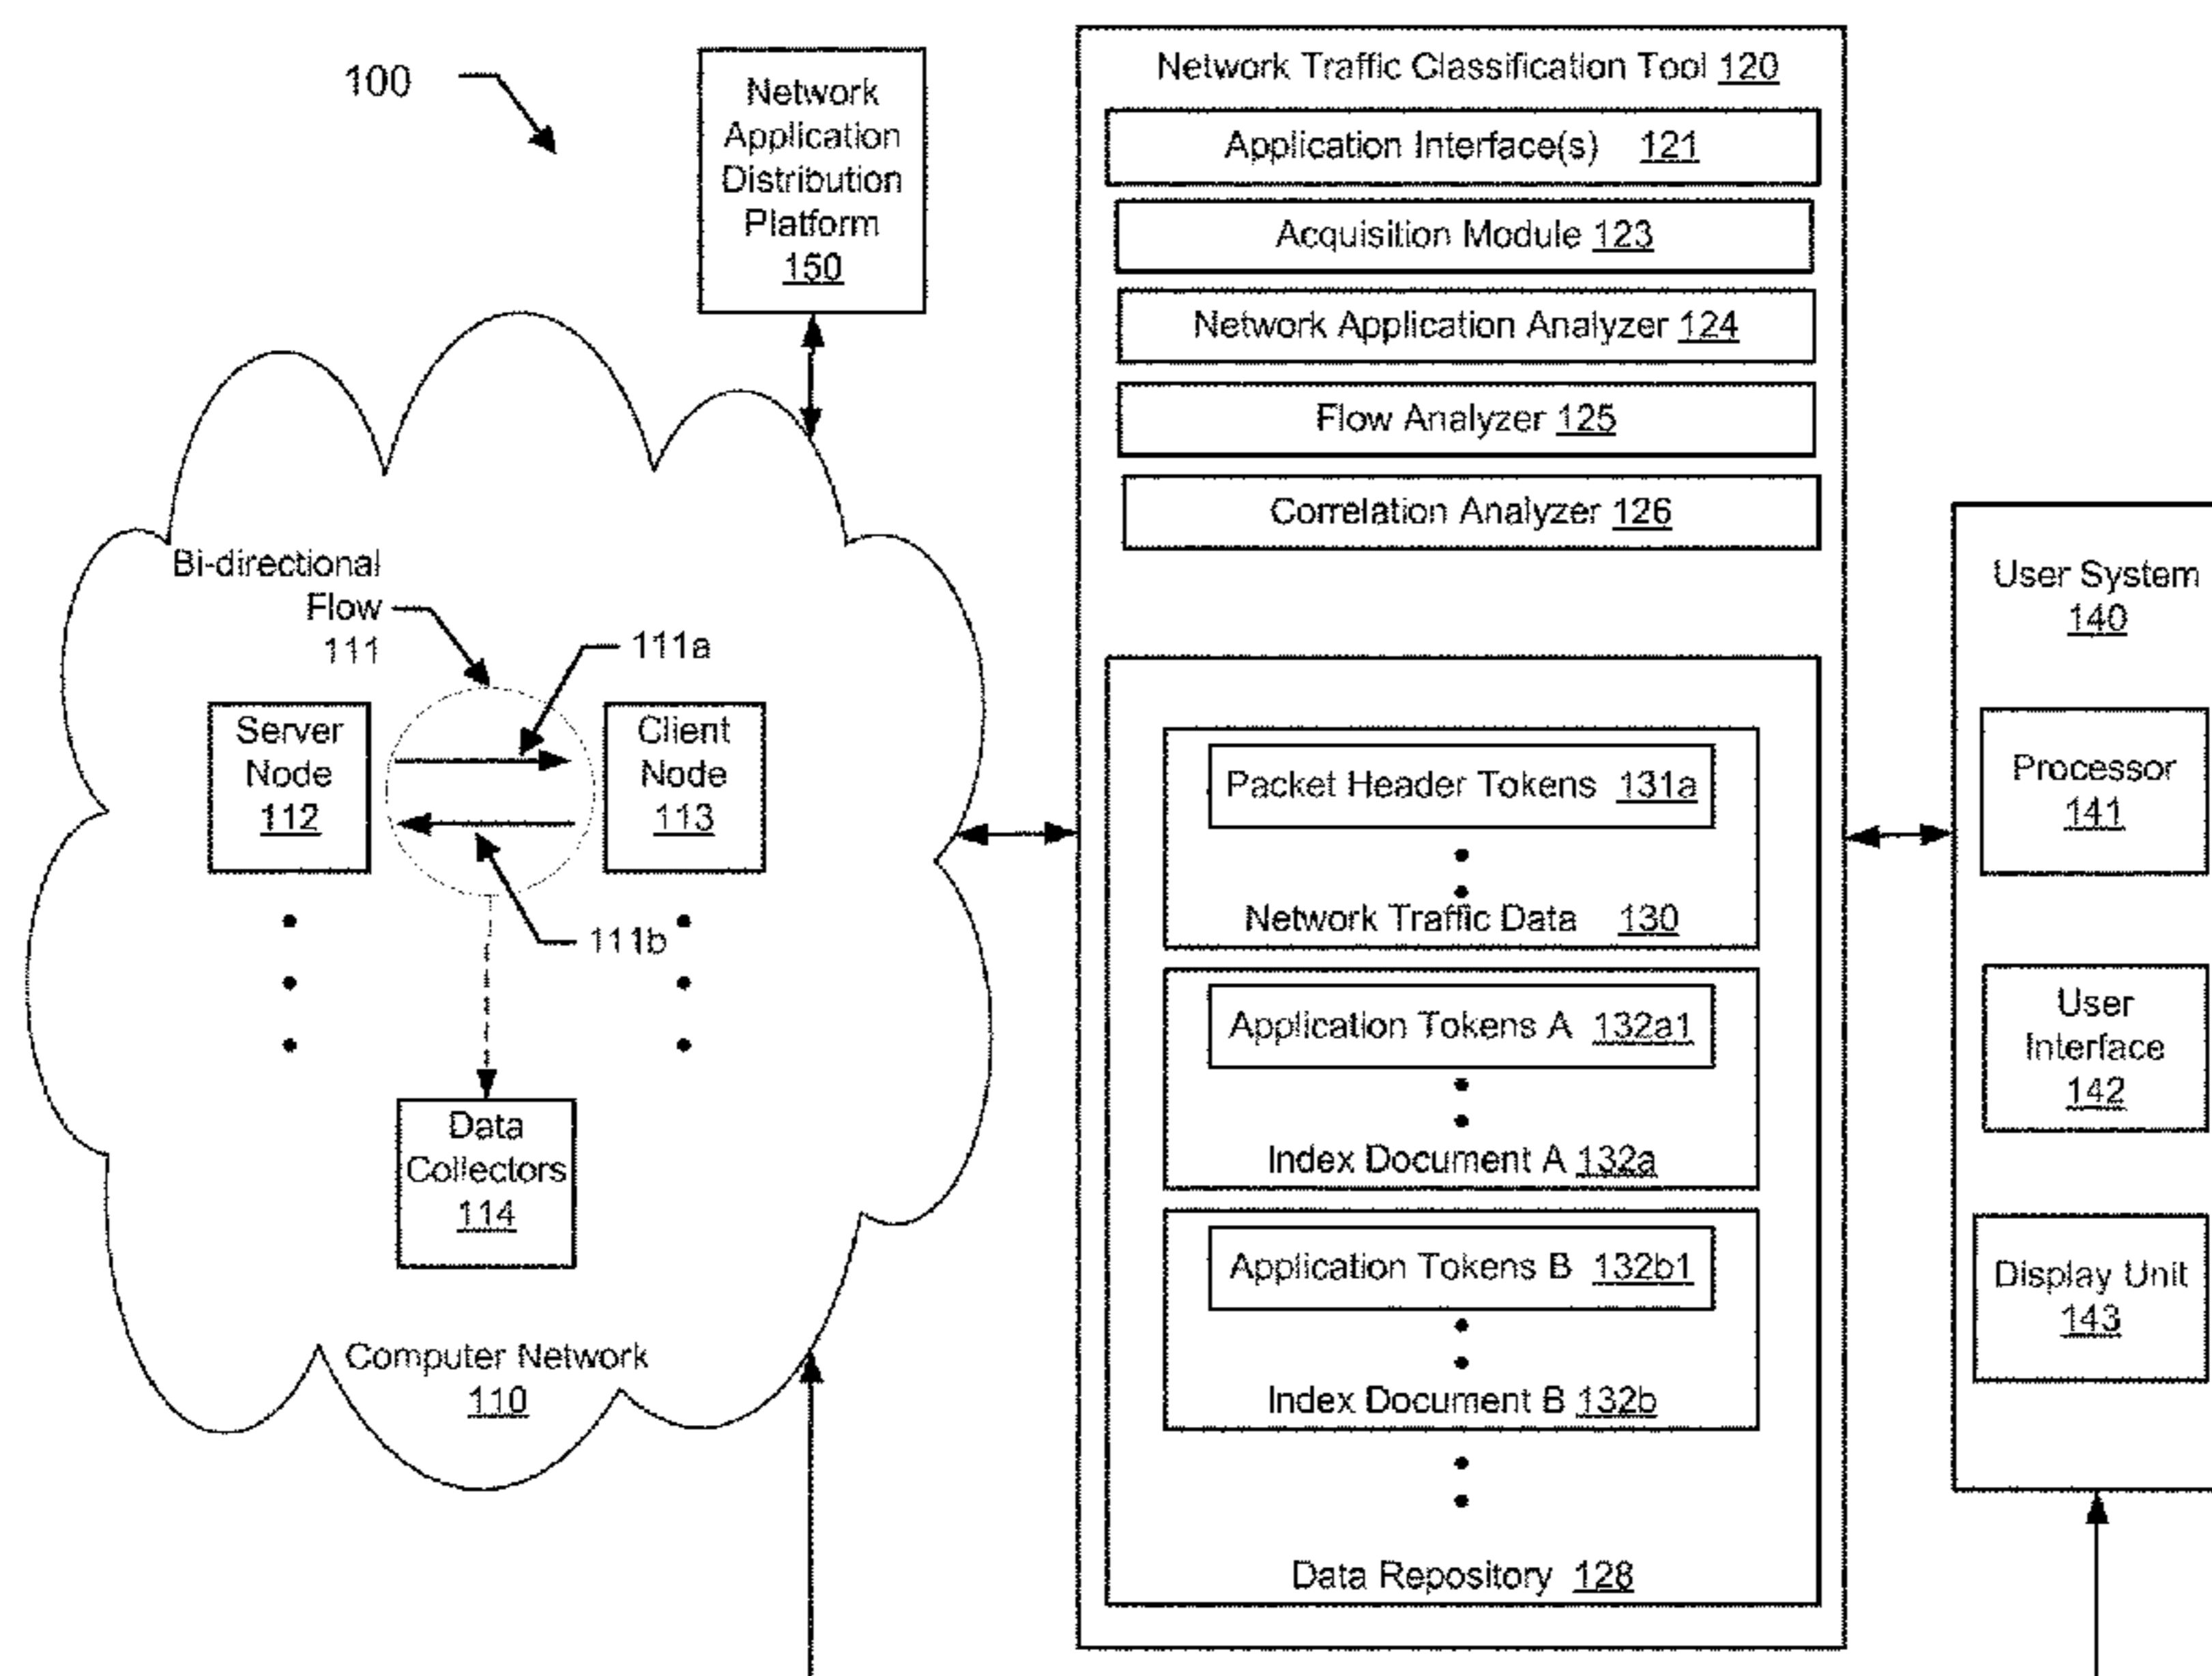 100
Network
Application
Distribution
Platform
150
Bi-directional
Flow
111
111a
Server
Node
112
Client
Node
113
111b
Data
Collectors
114
Computer Network
110
Network Traffic Classification Tool 120
Application Interface(s) 121
Acquisition Module 123
Network Application Analyzer 124
Flow Analyzer 125
Correlation Analyzer 126
Packet Header Tokens 131a
Network Traffic Data 130
Application Tokens A 132a1
Index Document A 132a
Application Tokens B 132b1
Index Document B 132b
Data Repository 128
User System
140
Processor
141
User
Interface
142
Display Unit
143